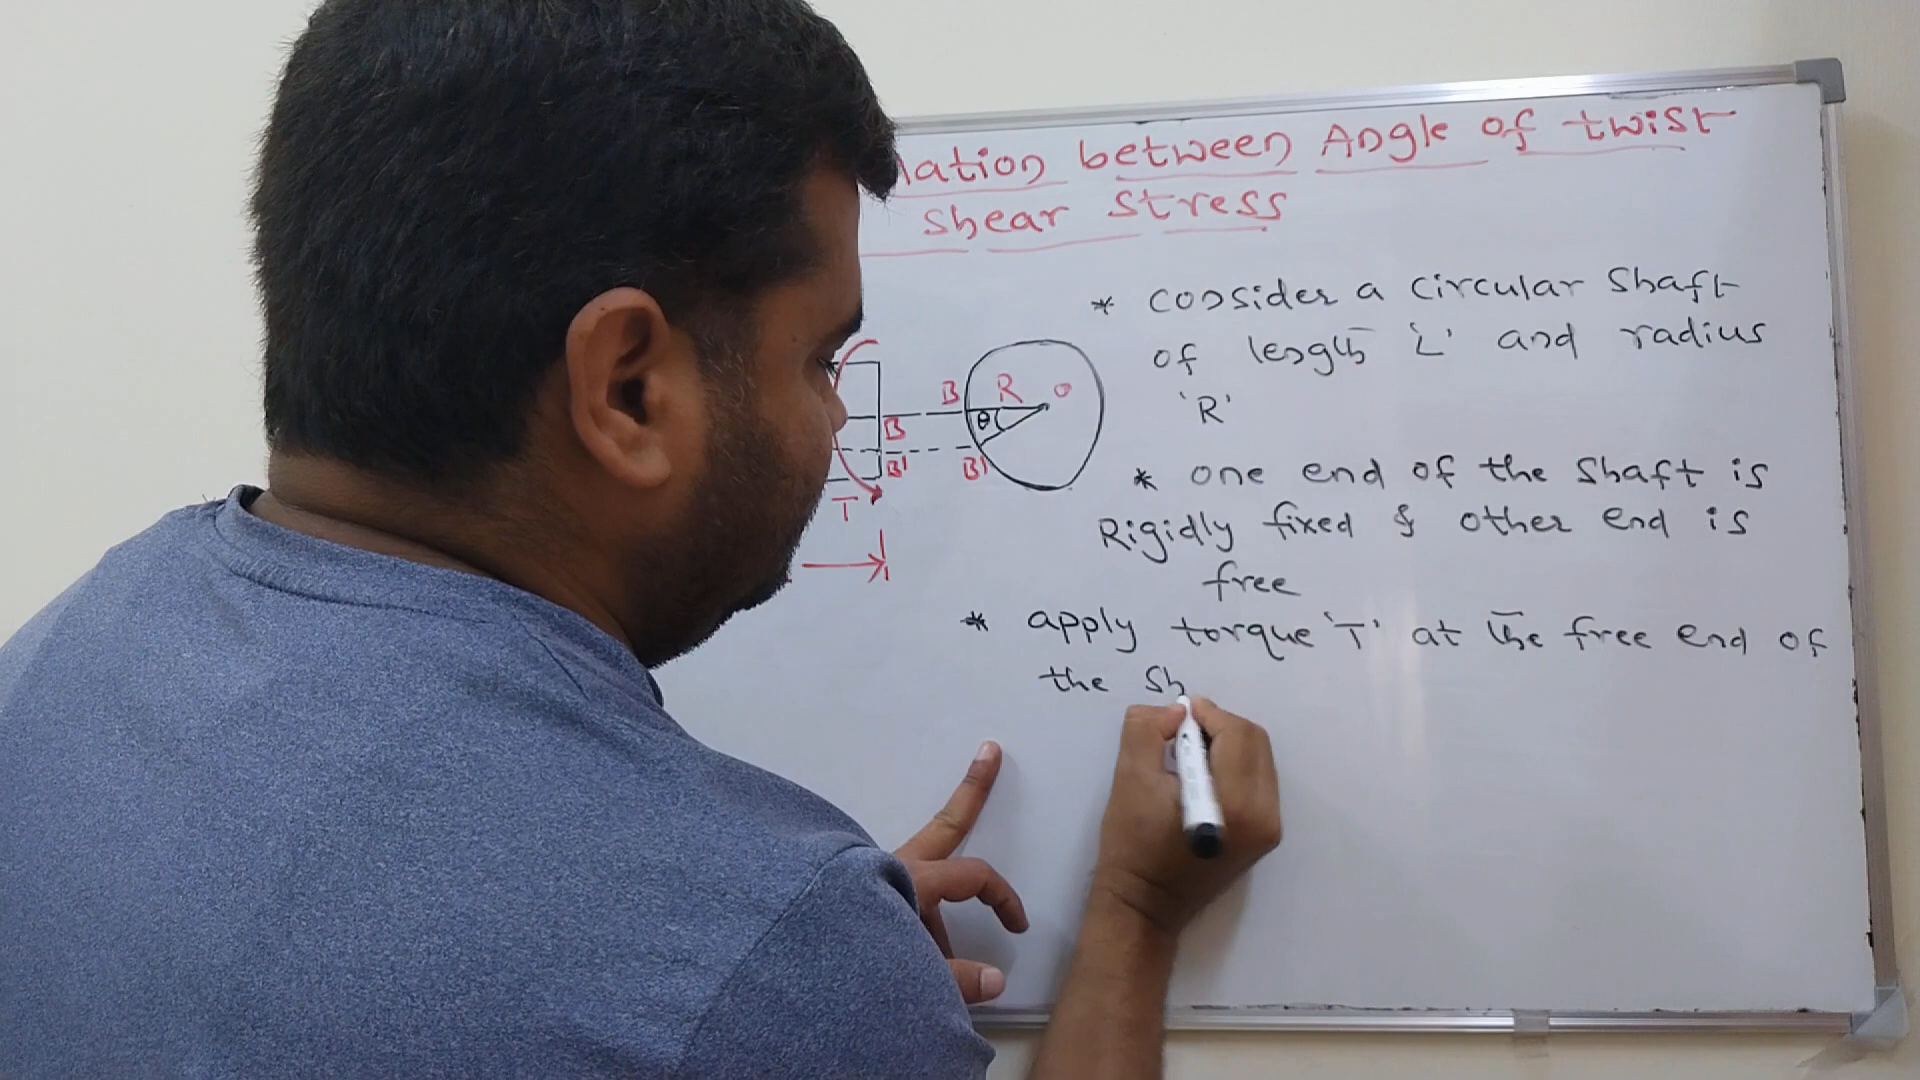 lation between Angle of twist
shear stress
* consider a circular shaft
of length 'L' and radius
'R'
B R o
θ
B
B' B'
T
* one end of the shaft is
Rigidly fixed & other end is
free
* apply torque 'T' at the free end of
the sh